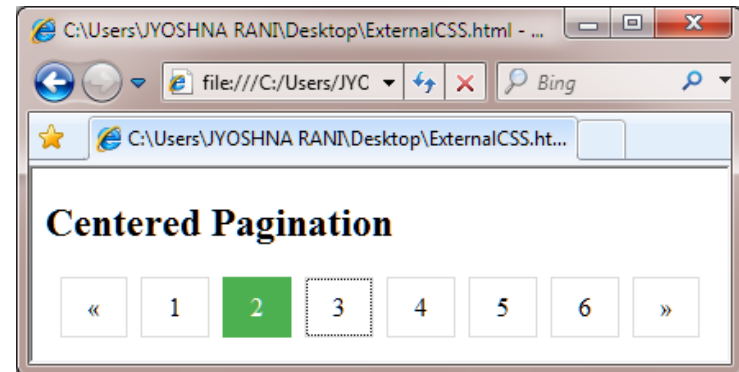 C:\Users\JYOSHNA RANI\Desktop\ExternalCSS.html - ...
file:///C:/Users/JYC
Bing
C:\Users\JYOSHNA RANI\Desktop\ExternalCSS.ht...
Centered Pagination
« 1 2 3 4 5 6 »